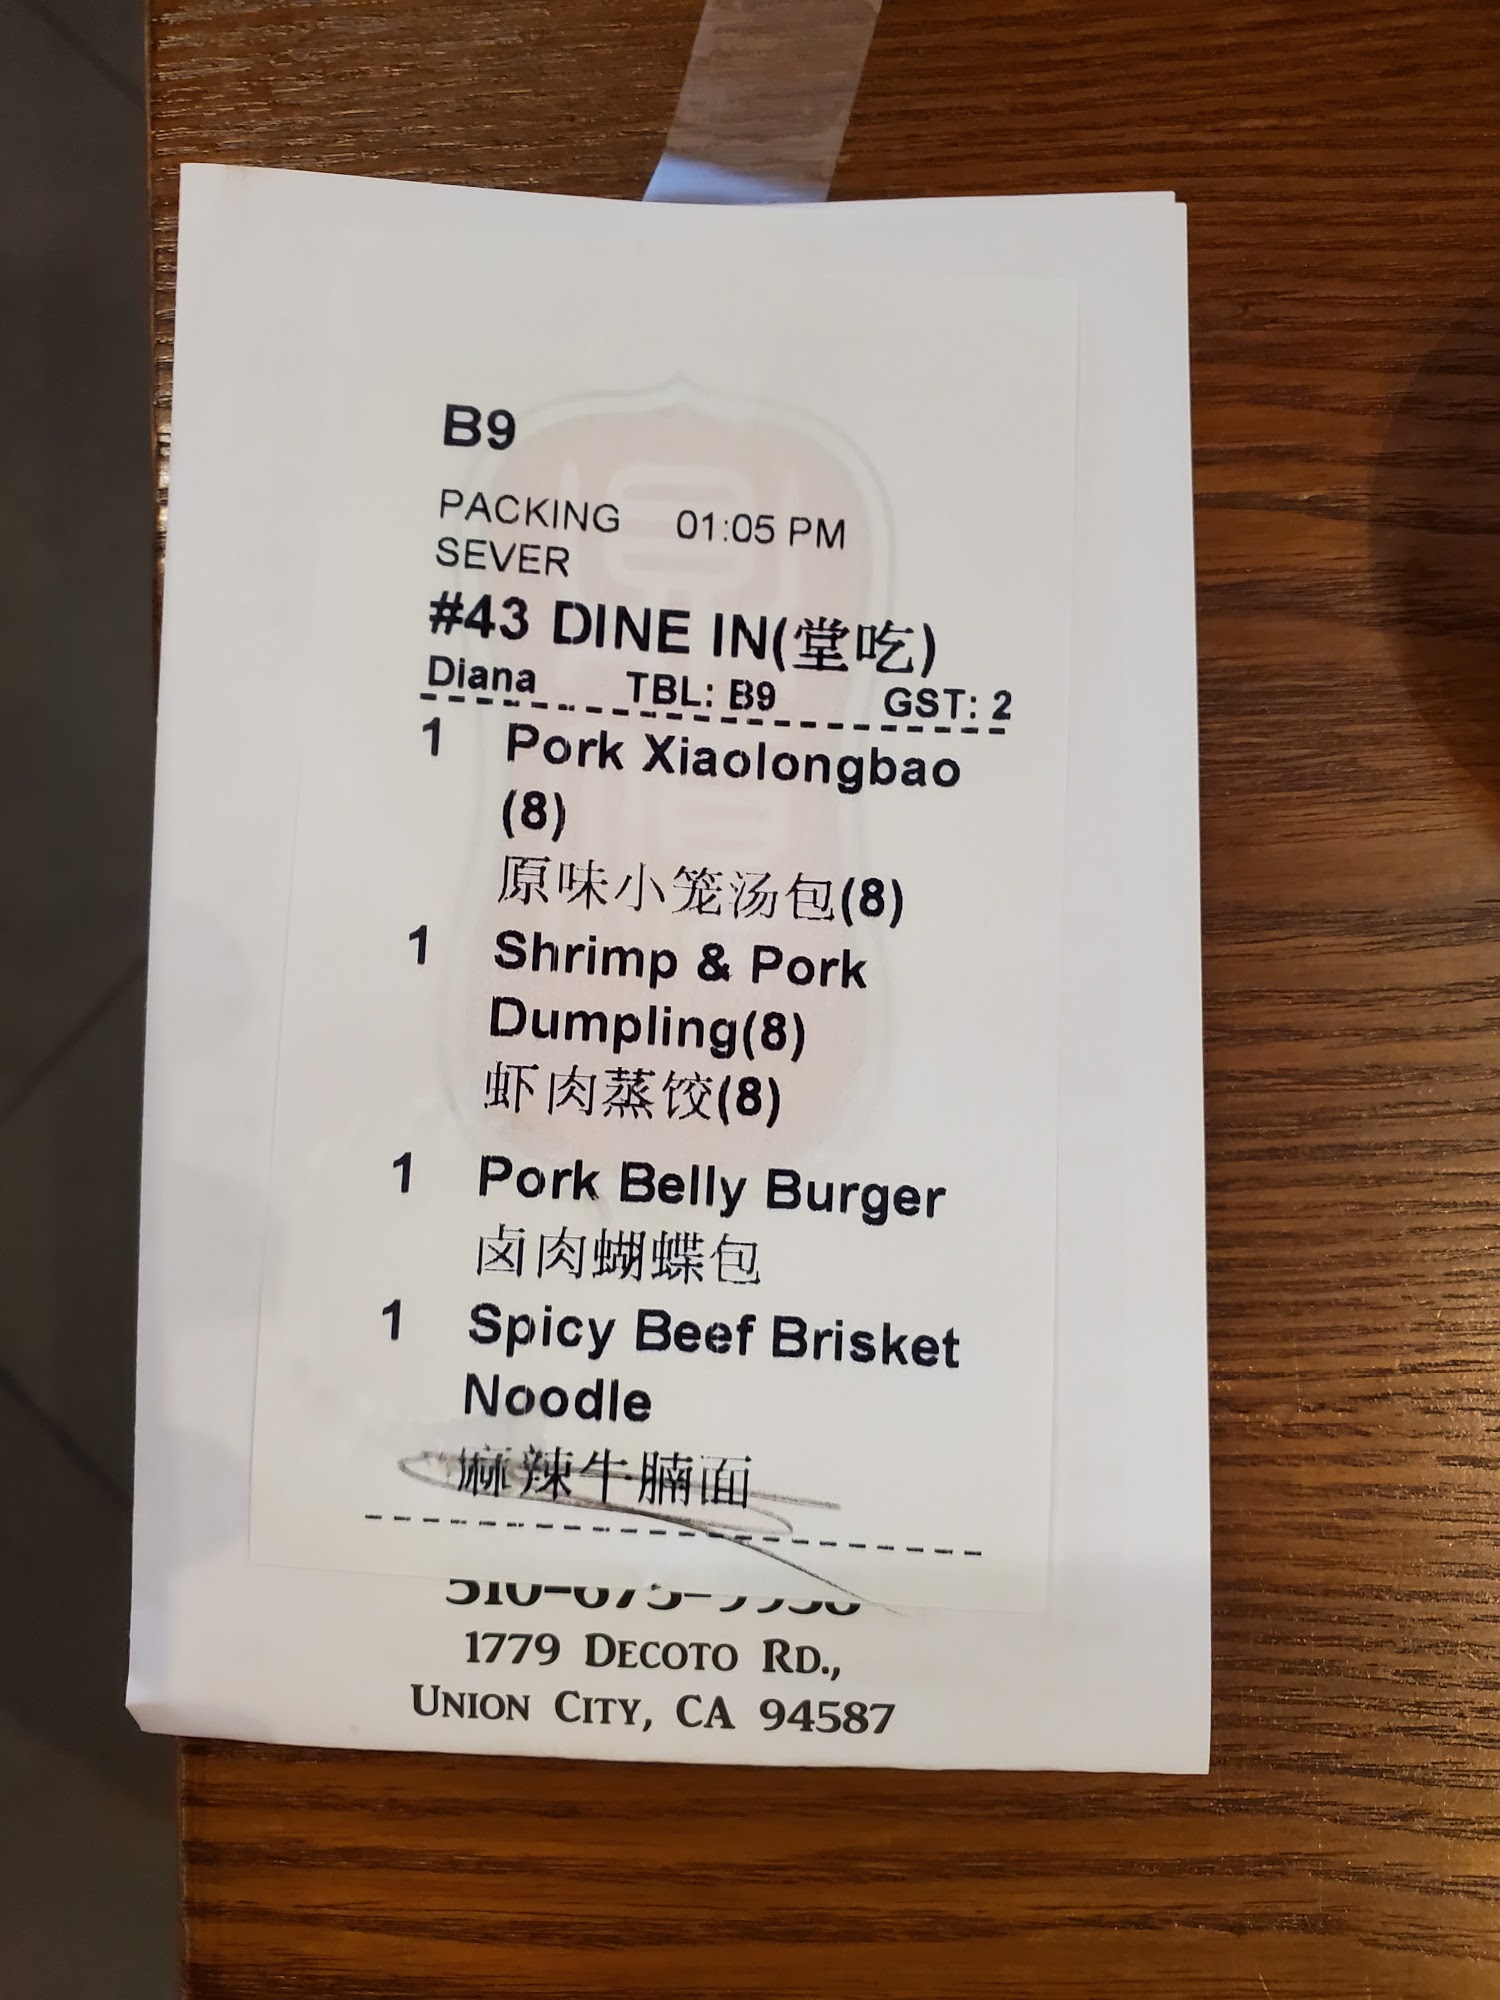 B9
PACKING 01:05 PM
SEVER
#43 DINE IN(堂吃)
Diana TBL: B9 GST: 2
1 Pork Xiaolongbao
(8)
原味小笼汤包(8)
1 Shrimp & Pork
Dumpling(8)
虾肉蒸饺(8)
1 Pork Belly Burger
卤肉蝴蝶包
1 Spicy Beef Brisket
Noodle
麻辣牛腩面
1779 Decoto Rd.,
Union City, CA 94587